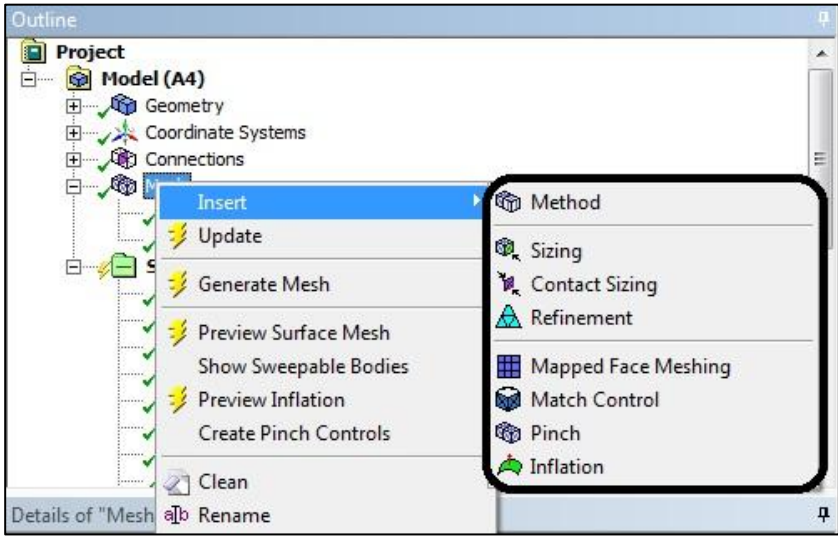 Outline
Project
Model (A4)
Geometry
Coordinate Systems
Connections
Insert
Update
Generate Mesh
Preview Surface Mesh
Show Sweepable Bodies
Preview Inflation
Create Pinch Controls
Clean
Rename
Method
Sizing
Contact Sizing
Refinement
Mapped Face Meshing
Match Control
Pinch
Inflation
Details of "Mesh